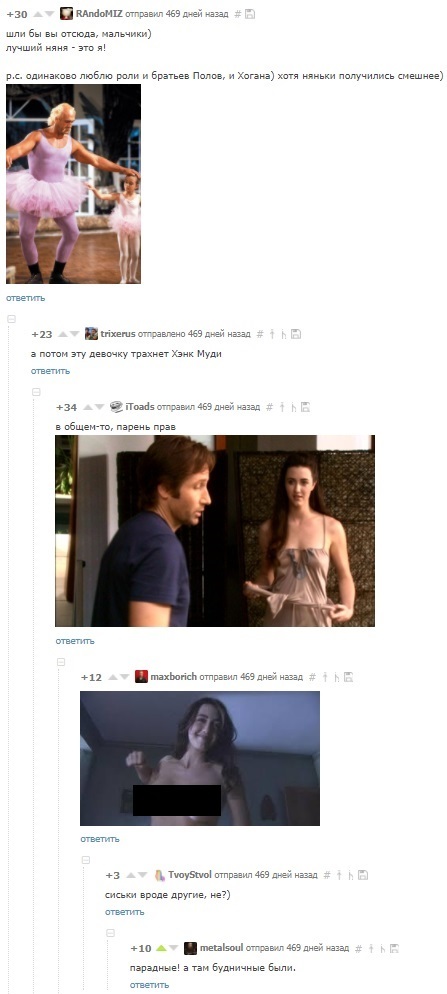 +30 RAndoMIZ отправил 469 дней назад #
шли бы вы отсюда, мальчики)
лучший няня - это я!
p.с. одинаково люблю роли и братьев Полов, и Хогана) хотя няньки получились смешнее)
ответить
+23 trixerus отправлено 469 дней назад #
а потом эту девочку трахнет Хэнк Муди
ответить
+34 iToads отправил 469 дней назад #
в общем-то, парень прав
ответить
+12 maxborich отправил 469 дней назад #
ответить
+3 TvoyStvol отправил 469 дней назад #
сиськи вроде другие, не?)
ответить
+10 metalsoul отправил 469 дней назад #
парадные! а там будничные были.
ответить